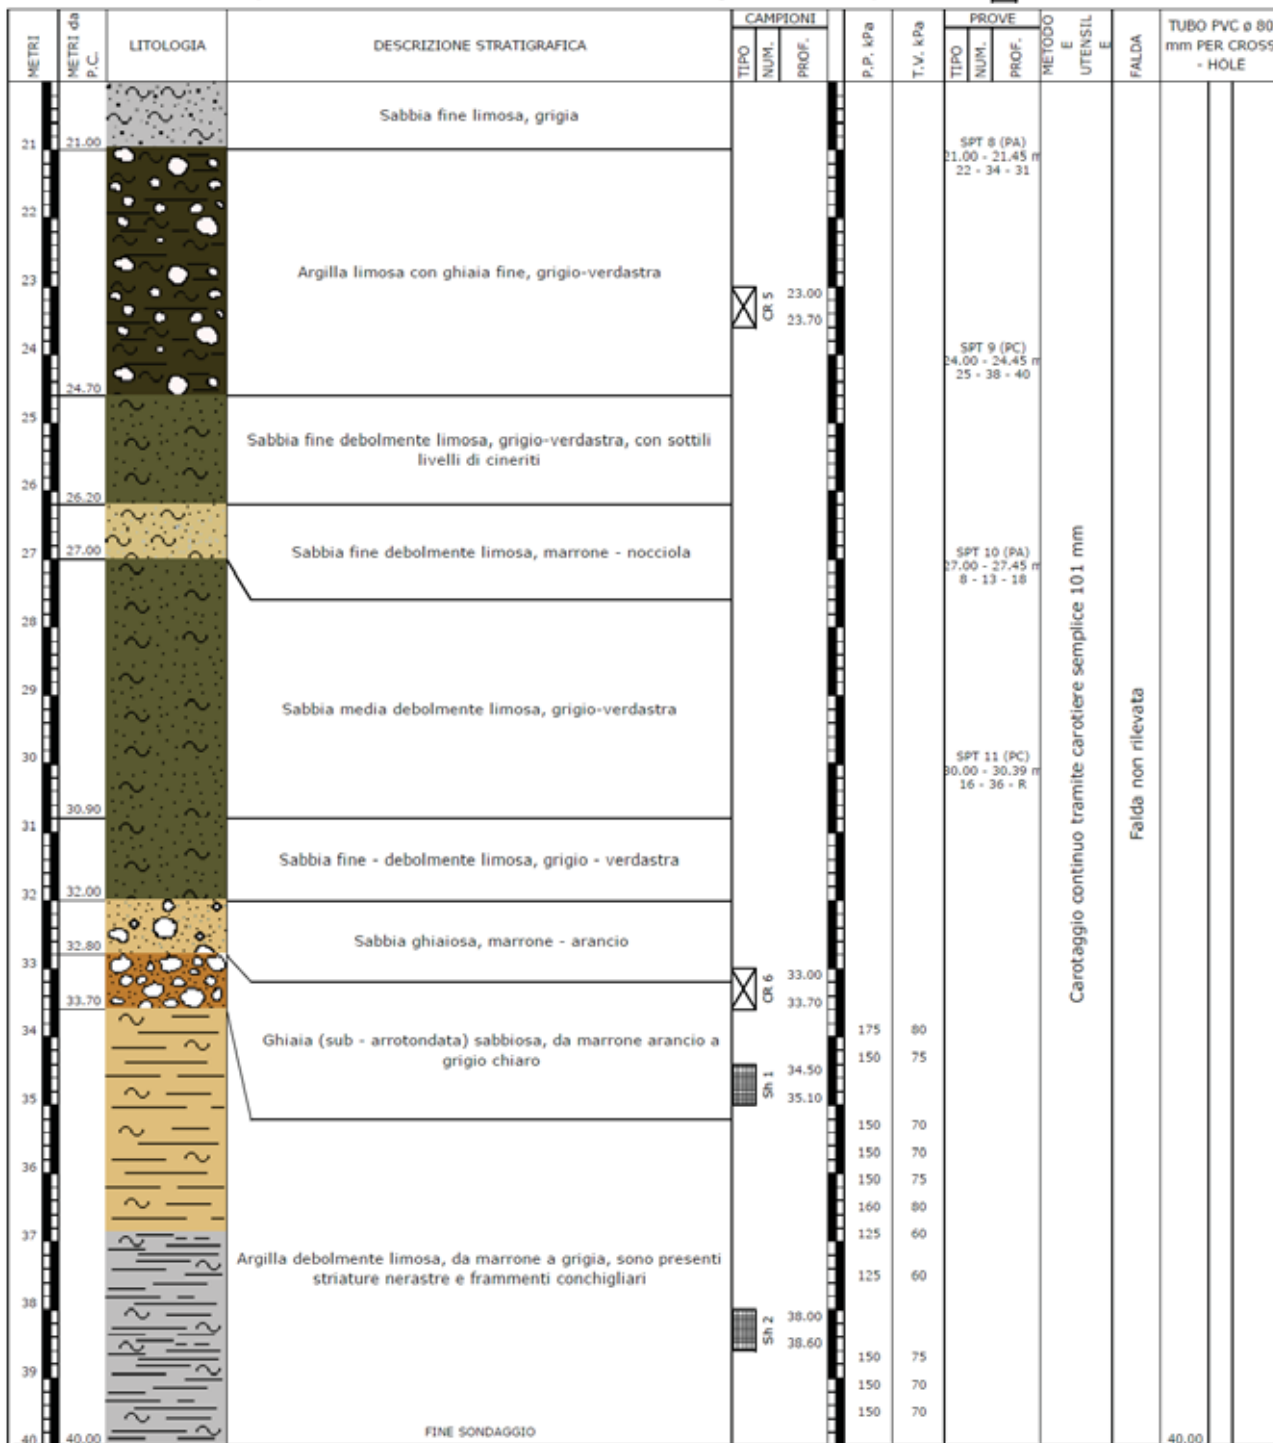 METRI
METRI da
P.C.
LITOLOGIA
DESCRIZIONE STRATIGRAFICA
CAMPIONI
TIPO
NUM.
PROF.
P.P. kPa
T.V. kPa
PROVE
TIPO
NUM.
PROF.
METODO
E
UTENSIL
E
FALDA
TUBO PVC ø 80
mm PER CROSS
- HOLE
Sabbia fine limosa, grigia
21
21.00
SPT 8 (PA)
21.00 - 21.45 m
22 - 34 - 31
22
Argilla limosa con ghiaia fine, grigio-verdastra
23
CR 5
23.00
23.70
24
SPT 9 (PC)
24.00 - 24.45 m
25 - 38 - 40
24.70
25
Sabbia fine debolmente limosa, grigio-verdastra, con sottili
livelli di cineriti
26
26.20
Sabbia fine debolmente limosa, marrone - nocciola
27
27.00
SPT 10 (PA)
27.00 - 27.45 m
8 - 13 - 18
28
29
Sabbia media debolmente limosa, grigio-verdastra
30
SPT 11 (PC)
30.00 - 30.39 m
16 - 36 - R
30.90
31
Sabbia fine - debolmente limosa, grigio - verdastra
32
32.00
Sabbia ghiaiosa, marrone - arancio
32.80
33
CR 6
33.00
33.70
33.70
34
Ghiaia (sub - arrotondata) sabbiosa, da marrone arancio a
grigio chiaro
175 80
150 75
Sh 1
34.50
35.10
35
150 70
150 70
36
150 75
160 80
37
125 60
Argilla debolmente limosa, da marrone a grigia, sono presenti
striature nerastre e frammenti conchigliari
125 60
38
Sh 2
38.00
38.60
39
150 75
150 70
150 70
FINE SONDAGGIO
40
40.00
40.00
Carotaggio continuo tramite carotiere semplice 101 mm
Falda non rilevata